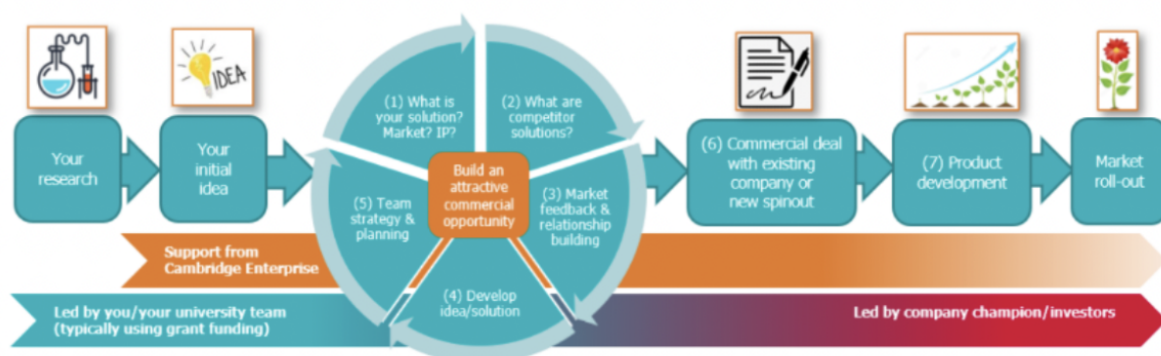 IDEA
Your
research
Your
initial
idea
(1) What is
your solution?
Market? IP?
(2) What are
competitor
solutions?
(3) Market
feedback &
relationship
building
(4) Develop
idea/solution
(5) Team
strategy &
planning
Build an
attractive
commercial
opportunity
(6) Commercial deal
with existing
company or
new spinout
(7) Product
development
Market
roll-out
Support from
Cambridge Enterprise
Led by you/your university team
(typically using grant funding)
Led by company champion/investors